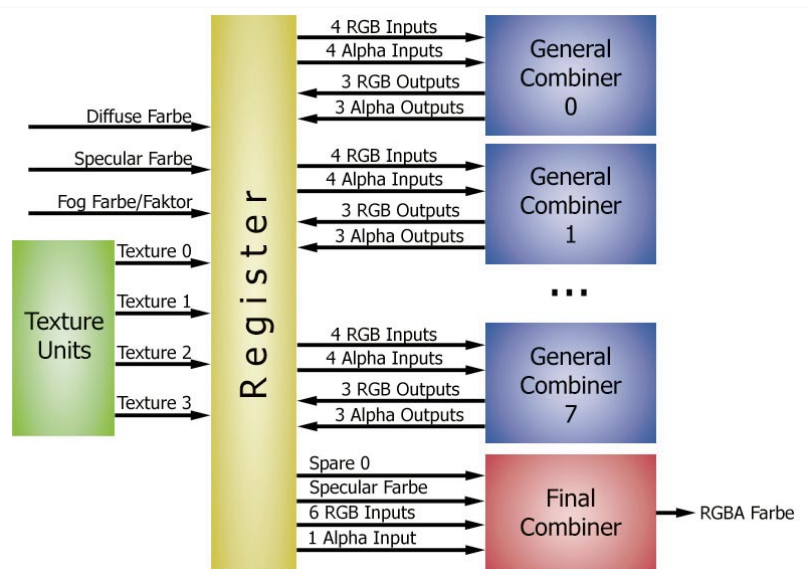 4 RGB Inputs
4 Alpha Inputs
3 RGB Outputs
3 Alpha Outputs
General
Combiner
0
Diffuse Farbe
Specular Farbe
Fog Farbe/Faktor
Register
4 RGB Inputs
4 Alpha Inputs
3 RGB Outputs
3 Alpha Outputs
General
Combiner
1
...
Texture
Units
Texture 0
Texture 1
Texture 2
Texture 3
4 RGB Inputs
4 Alpha Inputs
3 RGB Outputs
3 Alpha Outputs
General
Combiner
7
Spare 0
Specular Farbe
6 RGB Inputs
1 Alpha Input
Final
Combiner
RGBA Farbe